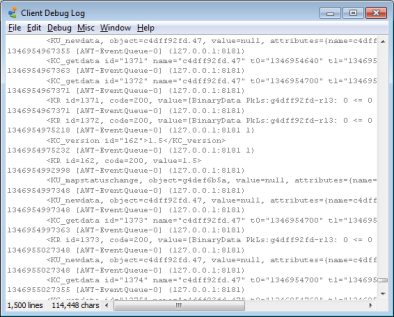 Client Debug Log
File Edit Debug Misc Window Help
<KU_newdata, object=c4dff92fd.47, value=null, attributes={name=c4dff
1346954967355 [AWT-EventQueue-0] (127.0.0.1:8181)
<KC_getdata id="1371" name="c4dff92fd.47" t0="1346954640" t1="134695
1346954967363 [AWT-EventQueue-0] (127.0.0.1:8181)
<KC_getdata id="1372" name="c4dff92fd.47" t0="1346954700" t1="134695
1346954967371 [AWT-EventQueue-0] (127.0.0.1:8181)
<KR id=1371, code=200, value=[BinaryData PkLs:g4dff92fd-r13: 0 <= 0
1346954967371 [AWT-EventQueue-0] (127.0.0.1:8181)
<KR id=1372, code=200, value=[BinaryData PkLs:g4dff92fd-r13: 0 <= 0
1346954975218 [AWT-EventQueue-0] (127.0.0.1:8181 1)
<KC_version id="162">1.5</KC_version>
1346954975232 [AWT-EventQueue-0] (127.0.0.1:8181 1)
<KR id=162, code=200, value=1.5>
1346954992998 [AWT-EventQueue-0] (127.0.0.1:8181)
<KU_mapstatuschange, object=g4def6b5a, value=null, attributes={name=
1346954997348 [AWT-EventQueue-0] (127.0.0.1:8181)
<KU_newdata, object=c4dff92fd.47, value=null, attributes={name=c4dff
1346954997348 [AWT-EventQueue-0] (127.0.0.1:8181)
<KC_getdata id="1373" name="c4dff92fd.47" t0="1346954700" t1="134695
1346954997363 [AWT-EventQueue-0] (127.0.0.1:8181)
<KR id=1373, code=200, value=[BinaryData PkLs:g4dff92fd-r13: 0 <= 0
1346955027348 [AWT-EventQueue-0] (127.0.0.1:8181)
<KU_newdata, object=c4dff92fd.47, value=null, attributes={name=c4dff
1346955027348 [AWT-EventQueue-0] (127.0.0.1:8181)
<KC_getdata id="1374" name="c4dff92fd.47" t0="1346954700" t1="134695
1346955027355 [AWT-EventQueue-0] (127.0.0.1:8181)
1,500 lines 114,448 chars